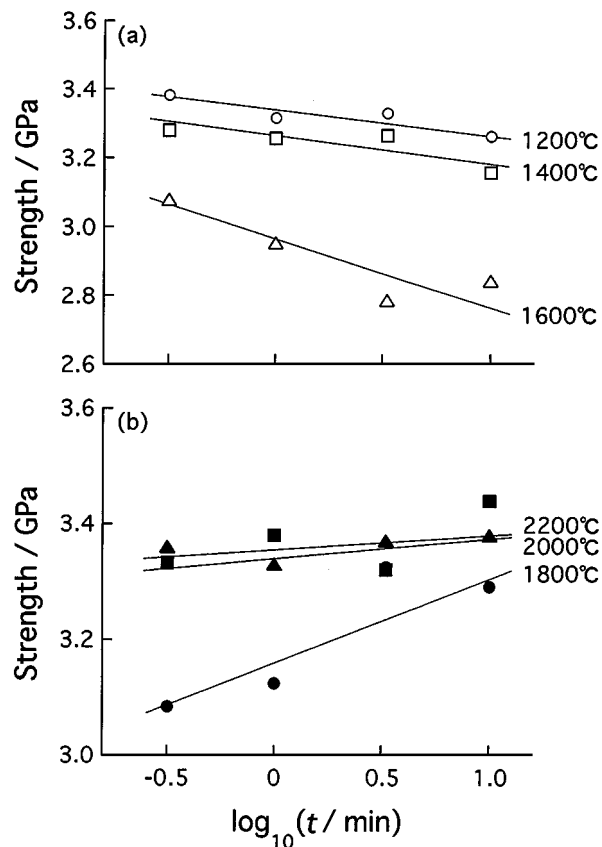 (a)
3.6
3.4
3.2
3.0
2.8
2.6
Strength / GPa
1200℃
1400℃
1600℃
(b)
3.6
3.4
3.2
3.0
Strength / GPa
2200℃
2000℃
1800℃
-0.5 0 0.5 1.0
log₁₀(t / min)